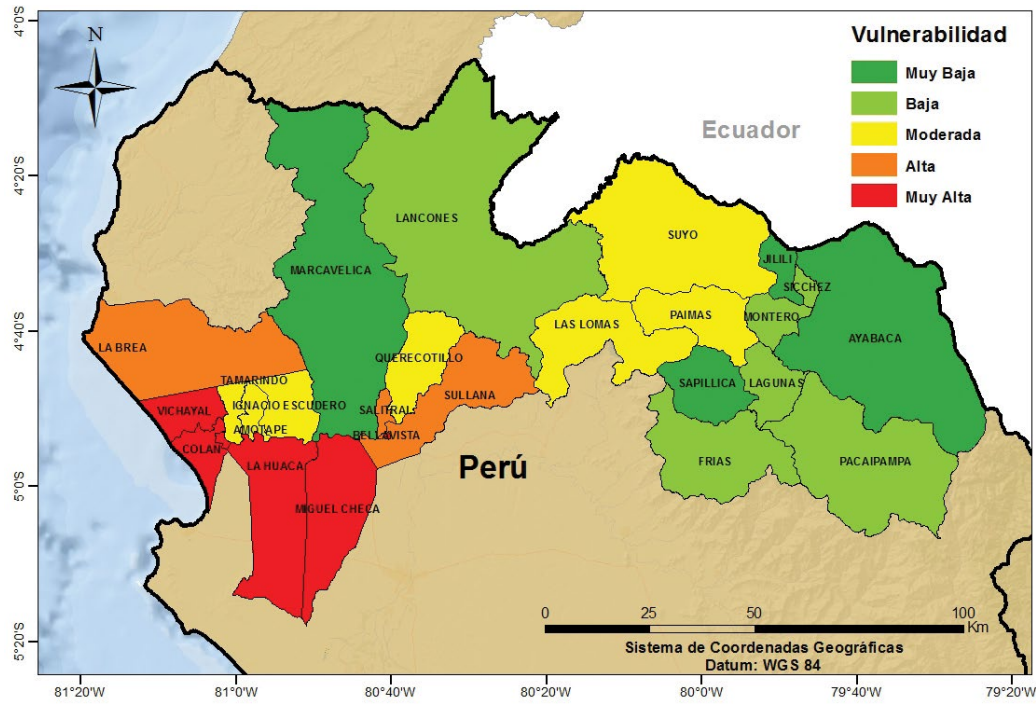 4°0'S
4°20'S
4°40'S
5°0'S
5°20'S
N
Vulnerabilidad
Muy Baja
Baja
Moderada
Alta
Muy Alta
Ecuador
LANCONES
SUYO
MARCAVELICA
JILILI
SICCHEZ
LAS LOMAS
PAIMAS
MONTERO
AYABACA
LA BREA
QUERECOTILLO
TAMARINDO
SAPILLICA
LAGUNAS
SULLANA
VICHAYAL
IGNACIO ESCUDERO
SALITRAL
AMOTAPE
BELLAVISTA
COLAN
LA HUACA
Perú
FRIAS
PACAIPAMPA
MIGUEL CHECA
0 25 50 100
Km
Sistema de Coordenadas Geográficas
Datum: WGS 84
81°20'W 81°0'W 80°40'W 80°20'W 80°0'W 79°40'W 79°20'W